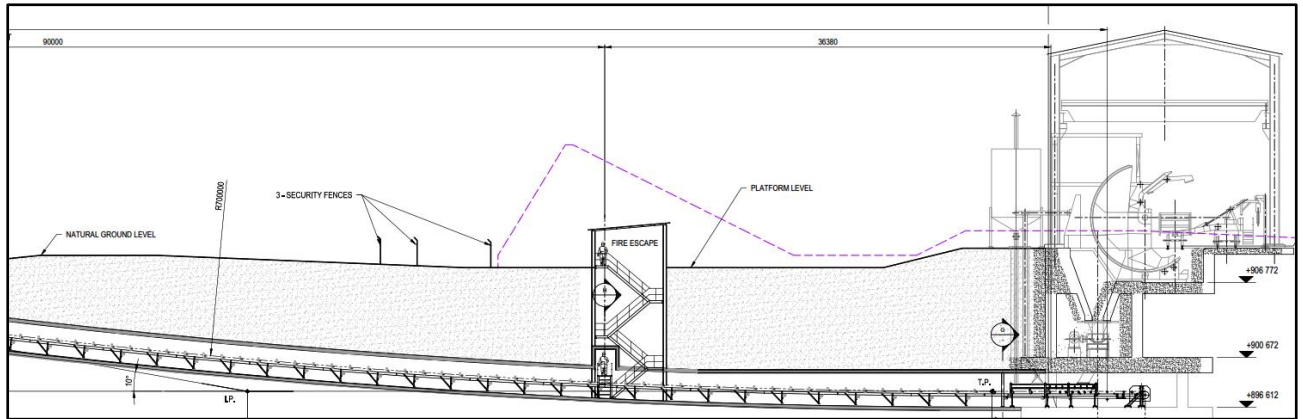 90000
36380
R700000
3 - SECURITY FENCES
PLATFORM LEVEL
NATURAL GROUND LEVEL
FIRE ESCAPE
+906 772
+900 672
T.P.
10°
I.P.
+896 612